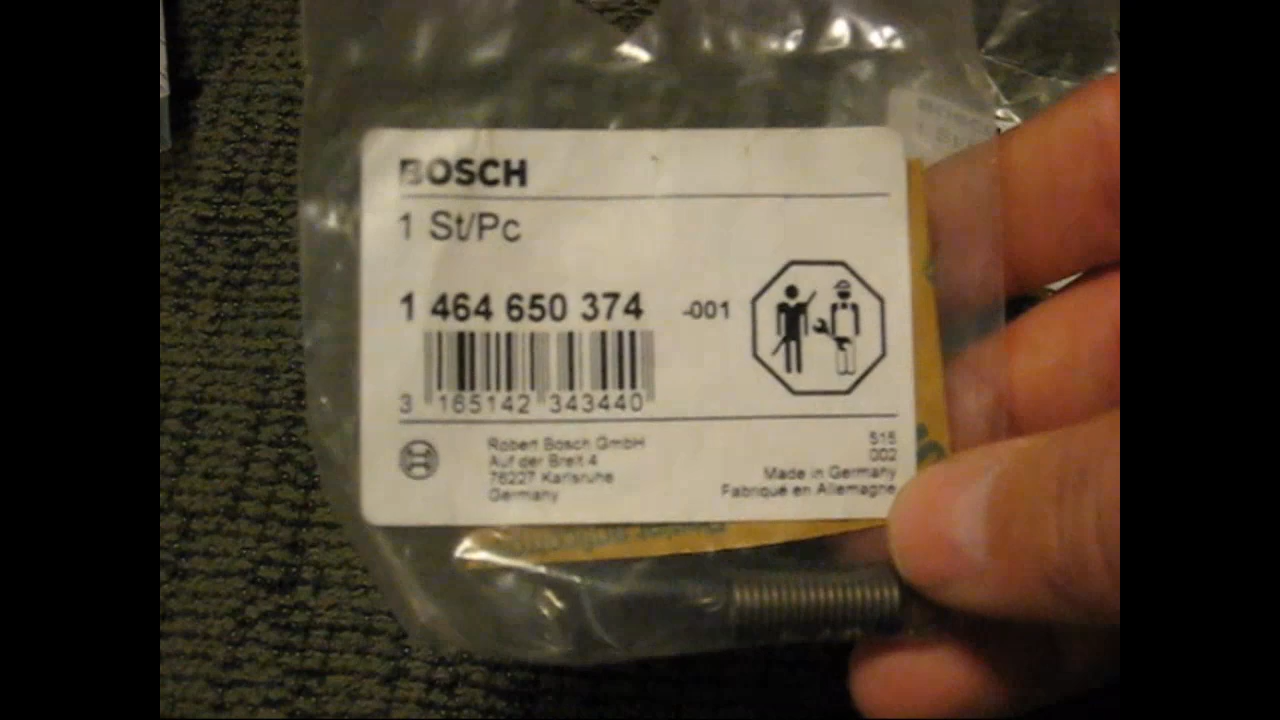 BOSCH
1 St/Pc
1 464 650 374 -001
3 165142 343440
Robert Bosch GmbH
Auf der Breit 4
76227 Karlsruhe
Germany
515
002
Made in Germany
Fabriqué en Allemagne